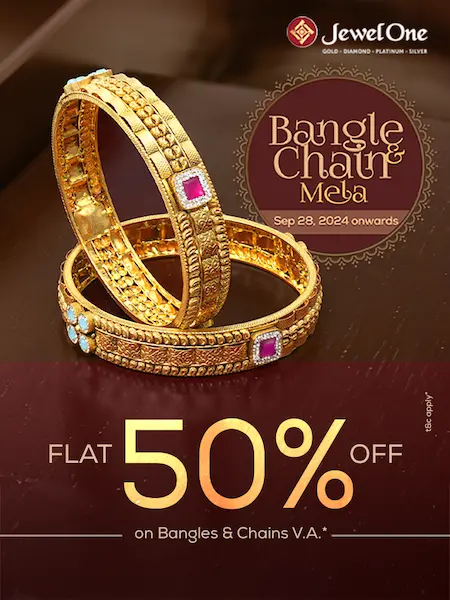 JewelOne
GOLD • DIAMOND • PLATINUM • SILVER
Bangle
&
Chain
Mela
Sep 28, 2024 onwards
t&c apply*
FLAT 50% OFF
on Bangles & Chains V.A.*